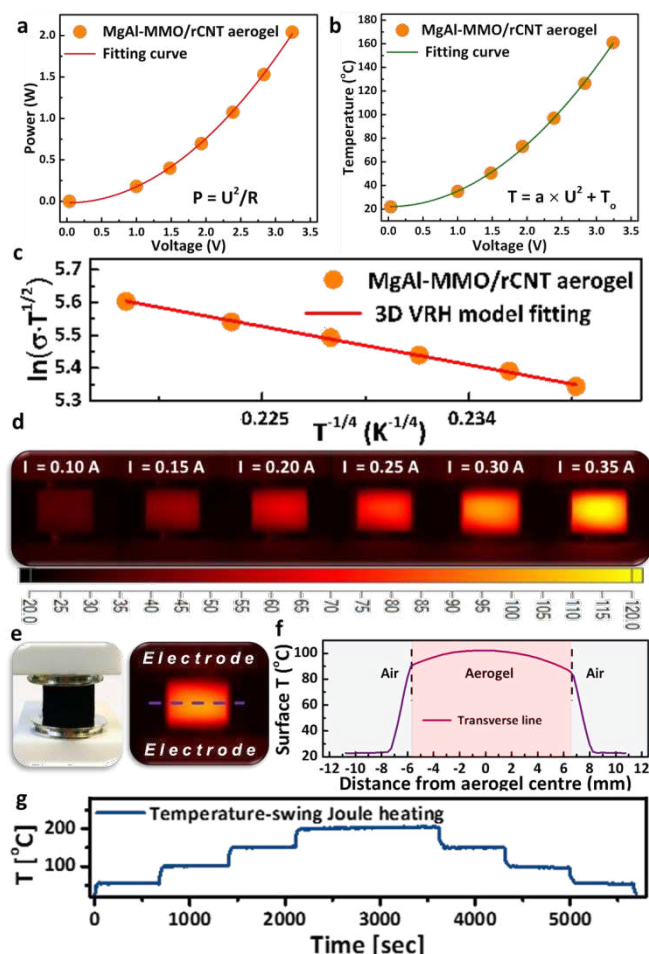 a
MgAl-MMO/rCNT aerogel
Fitting curve
P = U²/R
Power (W)
2.0
1.5
1.0
0.5
0.0
0.0 0.5 1.0 1.5 2.0 2.5 3.0 3.5
Voltage (V)
b
MgAl-MMO/rCNT aerogel
Fitting curve
T = a × U² + Tₒ
Temperature (°C)
180
160
140
120
100
80
60
40
20
0.0 0.5 1.0 1.5 2.0 2.5 3.0 3.5
Voltage (V)
c
MgAl-MMO/rCNT aerogel
3D VRH model fitting
ln(σ·T^1/2)
5.7
5.6
5.5
5.4
5.3
0.225 0.234
T^-1/4 (K^-1/4)
d
I = 0.10 A I = 0.15 A I = 0.20 A I = 0.25 A I = 0.30 A I = 0.35 A
20.0 25 30 35 40 45 50 55 60 65 70 75 80 85 90 95 100 105 110 115 120.0
e
Electrode
Electrode
f
Surface T (°C)
100
80
60
40
20
Air Aerogel Air
Transverse line
-12 -10 -8 -6 -4 -2 0 2 4 6 8 10 12
Distance from aerogel centre (mm)
g
Temperature-swing Joule heating
T [°C]
200
100
0 1000 2000 3000 4000 5000
Time [sec]